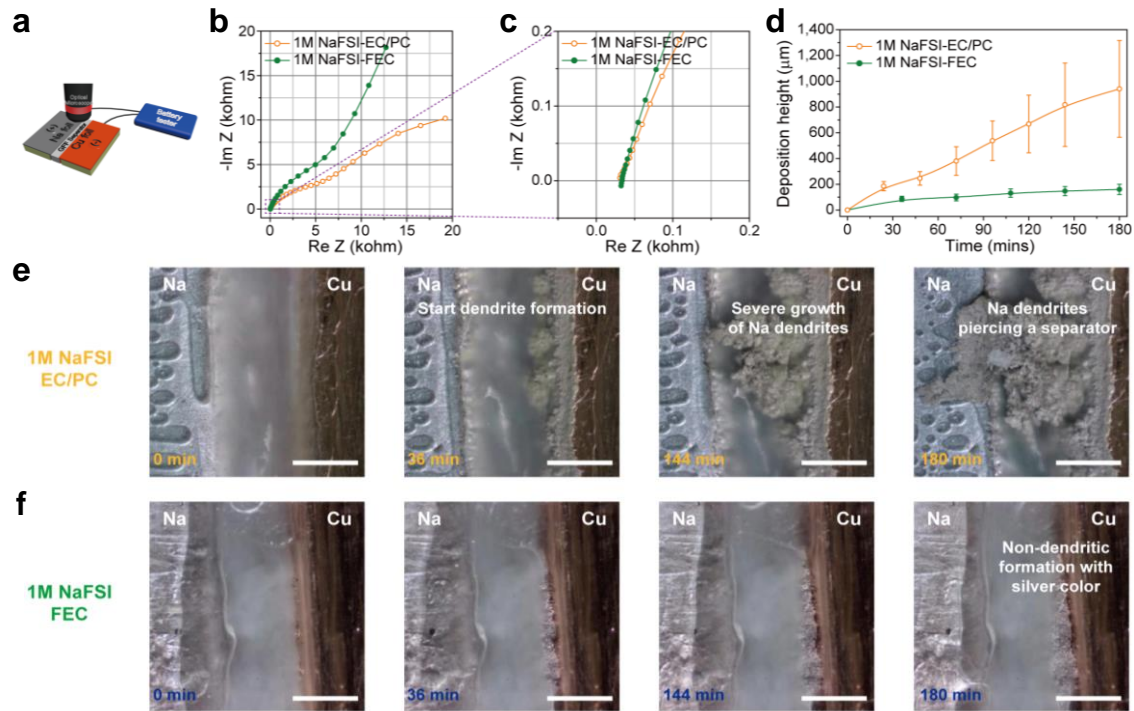 a
Optical
microscope
Battery
tester
(+)
Na foil
GPF Separator
Cu foil
(-)
b
20
15
10
5
0
-Im Z (kohm)
1M NaFSI-EC/PC
1M NaFSI-FEC
0
5
10
15
20
Re Z (kohm)
c
0.2
0.1
0.0
-Im Z (kohm)
1M NaFSI-EC/PC
1M NaFSI-FEC
0.0
0.1
0.2
Re Z (kohm)
d
1,400
1,200
1,000
800
600
400
200
0
Deposition height (μm)
1M NaFSI-EC/PC
1M NaFSI-FEC
0
30
60
90
120
150
180
Time (mins)
e
1M NaFSI
EC/PC
Na
Cu
0 min
Na
Cu
Start dendrite formation
36 min
Na
Cu
Severe growth
of Na dendrites
144 min
Na
Cu
Na dendrites
piercing a separator
180 min
f
1M NaFSI
FEC
Na
Cu
0 min
Na
Cu
36 min
Na
Cu
144 min
Na
Cu
Non-dendritic
formation with
silver color
180 min